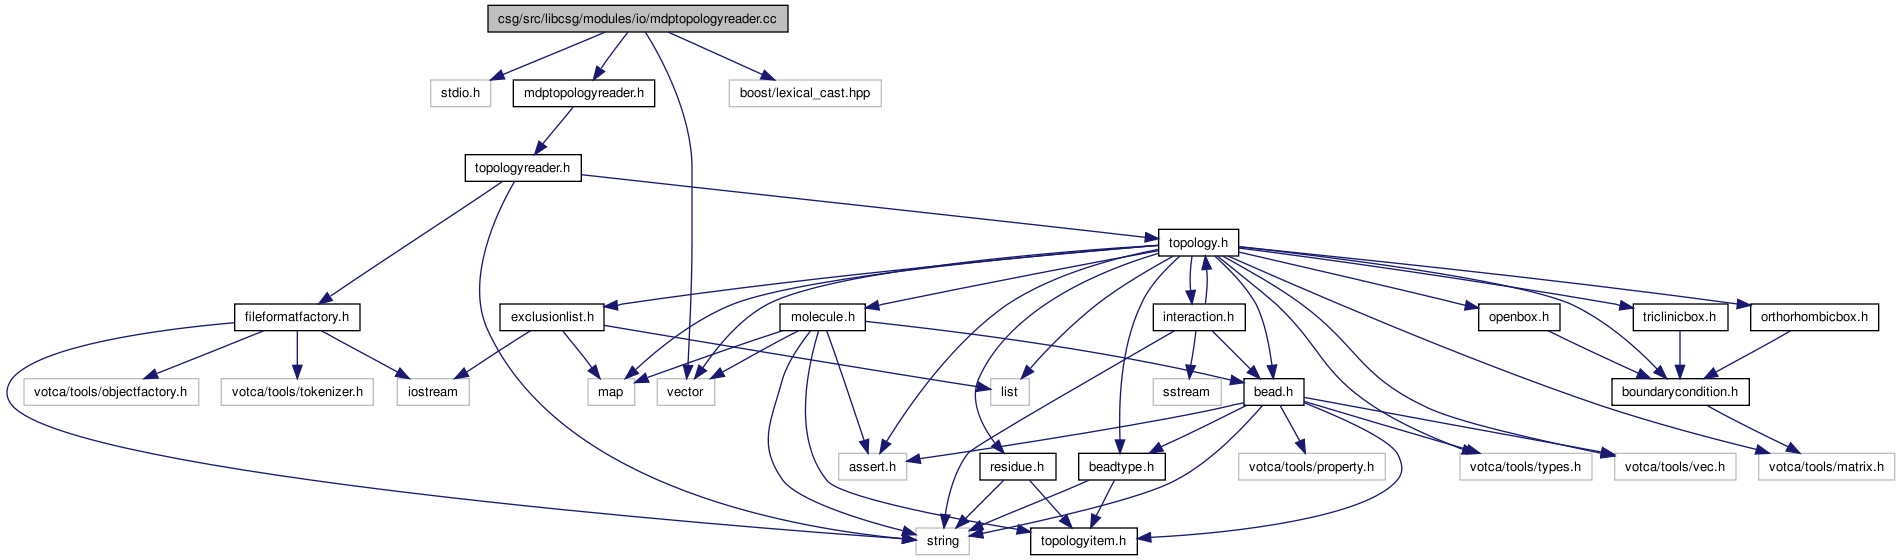 csg/src/libcsg/modules/io/mdptopologyreader.cc
stdio.h
mdptopologyreader.h
boost/lexical_cast.hpp
topologyreader.h
topology.h
fileformatfactory.h
exclusionlist.h
molecule.h
interaction.h
openbox.h
triclinicbox.h
orthorhombicbox.h
votca/tools/objectfactory.h
votca/tools/tokenizer.h
iostream
map
vector
list
sstream
bead.h
boundarycondition.h
assert.h
residue.h
beadtype.h
votca/tools/property.h
votca/tools/types.h
votca/tools/vec.h
votca/tools/matrix.h
string
topologyitem.h